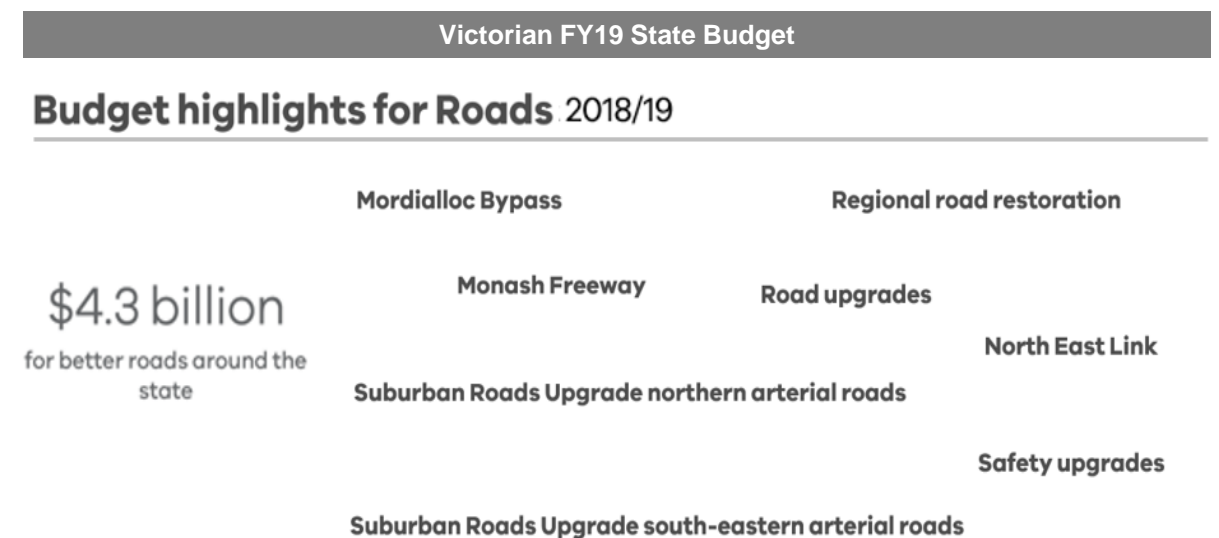 Victorian FY19 State Budget
Budget highlights for Roads 2018/19
Mordialloc Bypass
Regional road restoration
Monash Freeway
Road upgrades
$4.3 billion
for better roads around the
state
North East Link
Suburban Roads Upgrade northern arterial roads
Safety upgrades
Suburban Roads Upgrade south-eastern arterial roads